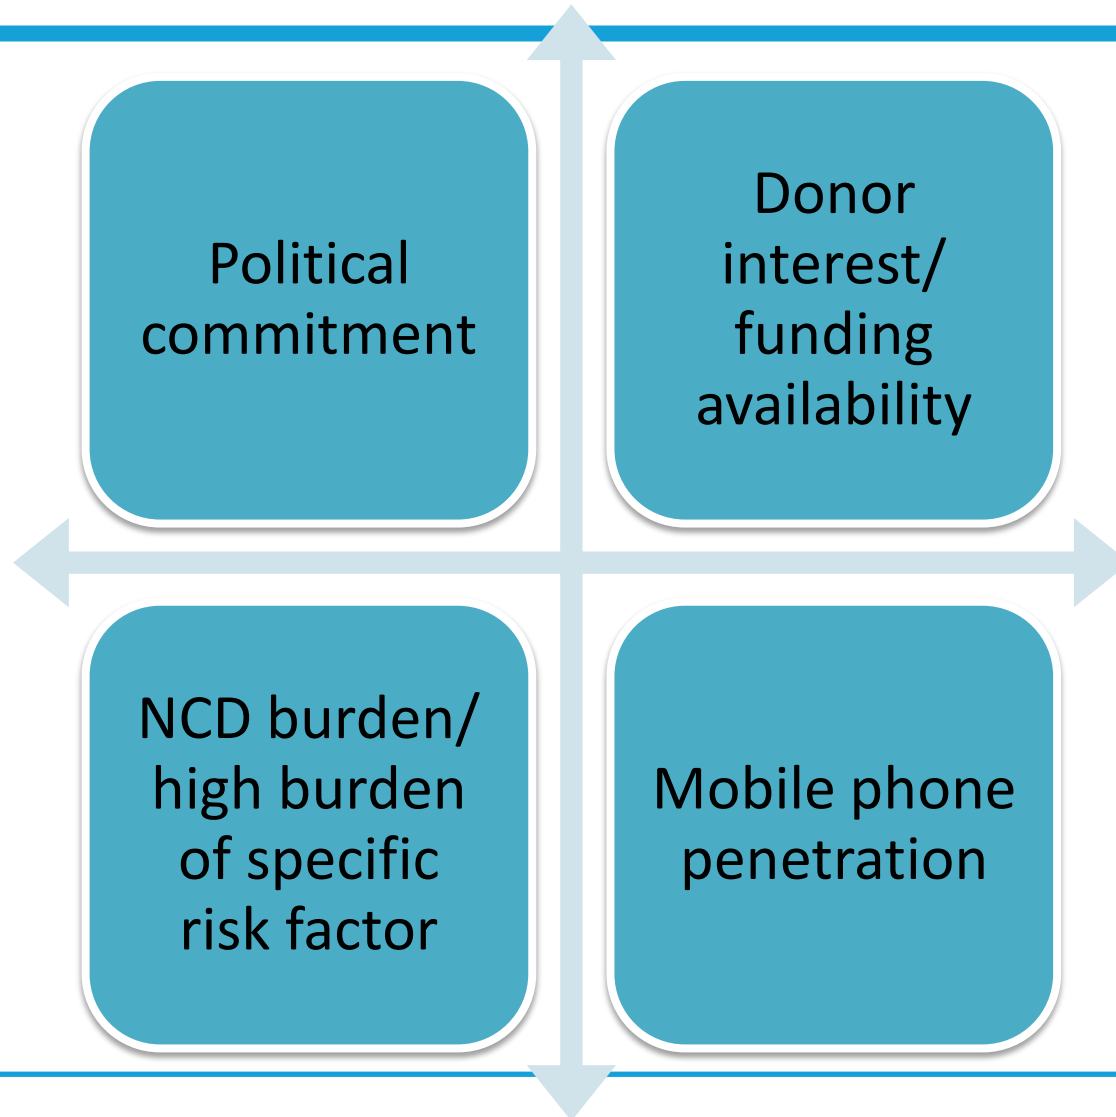 Political
commitment
Donor
interest/
funding
availability
NCD burden/
high burden
of specific
risk factor
Mobile phone
penetration